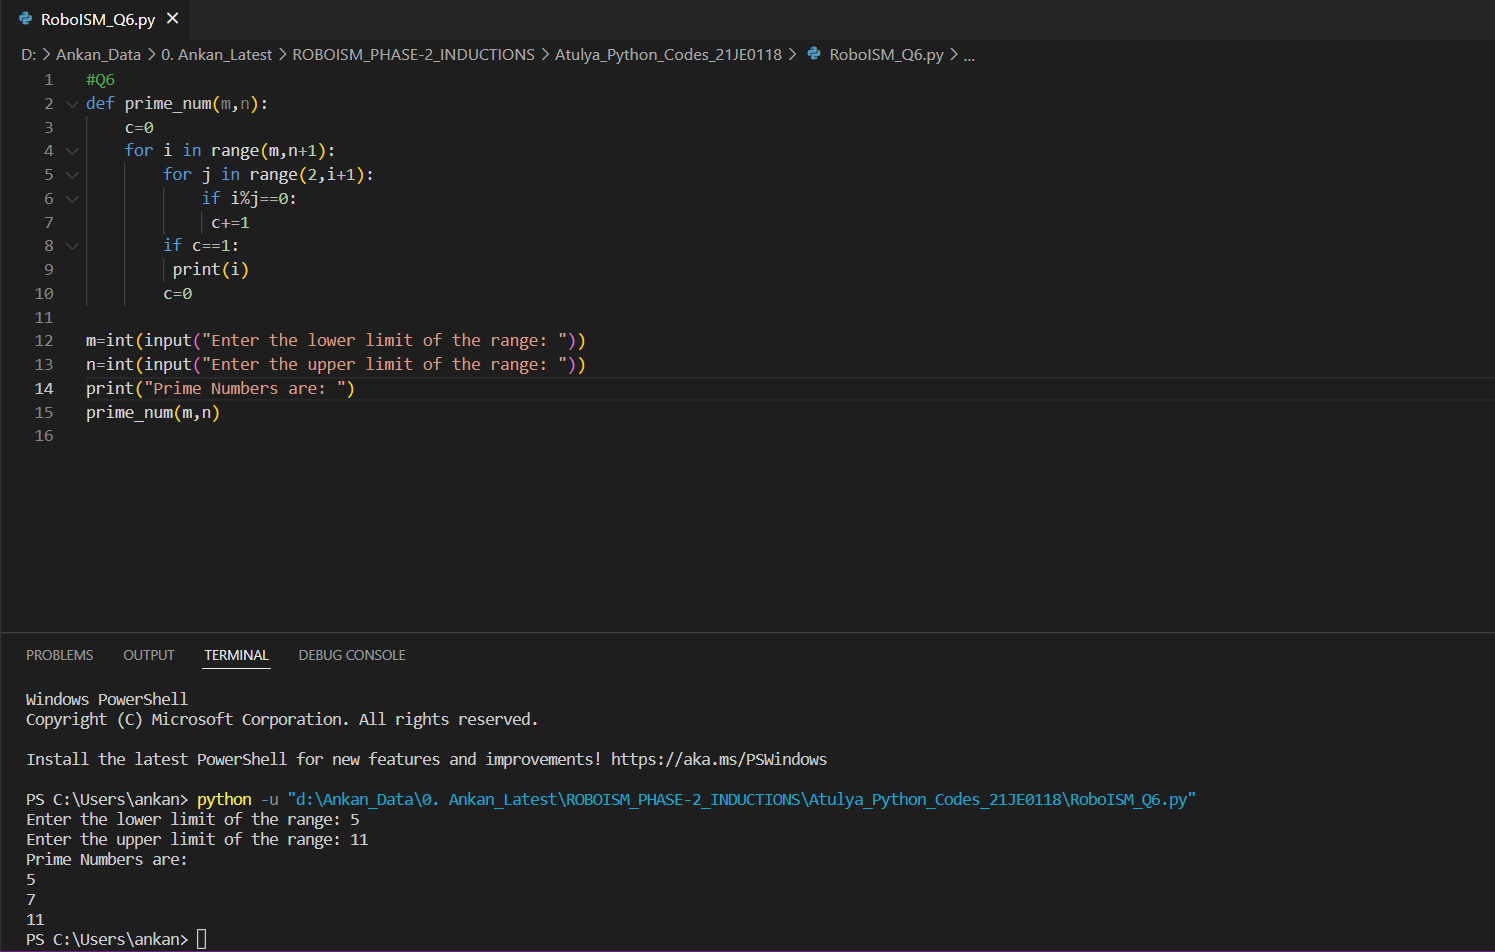 RoboISM_Q6.py
D: > Ankan_Data > 0. Ankan_Latest > ROBOISM_PHASE-2_INDUCTIONS > Atulya_Python_Codes_21JE0118 > RoboISM_Q6.py > ...
1 #Q6
2 def prime_num(m,n):
3     c=0
4     for i in range(m,n+1):
5         for j in range(2,i+1):
6             if i%j==0:
7              c+=1
8         if c==1:
9          print(i)
10         c=0
11
12 m=int(input("Enter the lower limit of the range: "))
13 n=int(input("Enter the upper limit of the range: "))
14 print("Prime Numbers are: ")
15 prime_num(m,n)
16
PROBLEMS OUTPUT TERMINAL DEBUG CONSOLE
Windows PowerShell
Copyright (C) Microsoft Corporation. All rights reserved.
Install the latest PowerShell for new features and improvements! https://aka.ms/PSWindows
PS C:\Users\ankan> python -u "d:\Ankan_Data\0. Ankan_Latest\ROBOISM_PHASE-2_INDUCTIONS\Atulya_Python_Codes_21JE0118\RoboISM_Q6.py"
Enter the lower limit of the range: 5
Enter the upper limit of the range: 11
Prime Numbers are:
5
7
11
PS C:\Users\ankan>